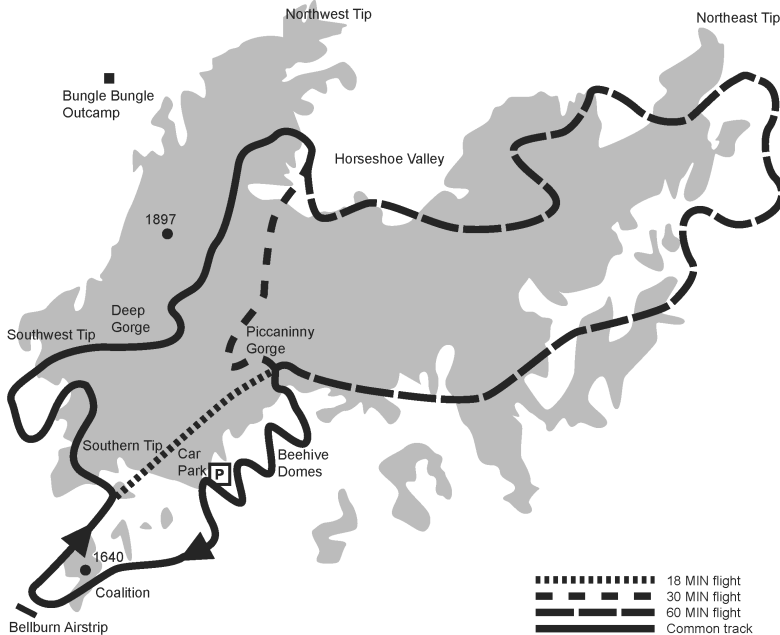 Northwest Tip
Northeast Tip
Bungle Bungle
Outcamp
Horseshoe Valley
1897
Deep
Gorge
Southwest Tip
Piccaninny
Gorge
Southern Tip
Car
Park
P
Beehive
Domes
1640
Coalition
Bellburn Airstrip
18 MIN flight
30 MIN flight
60 MIN flight
Common track